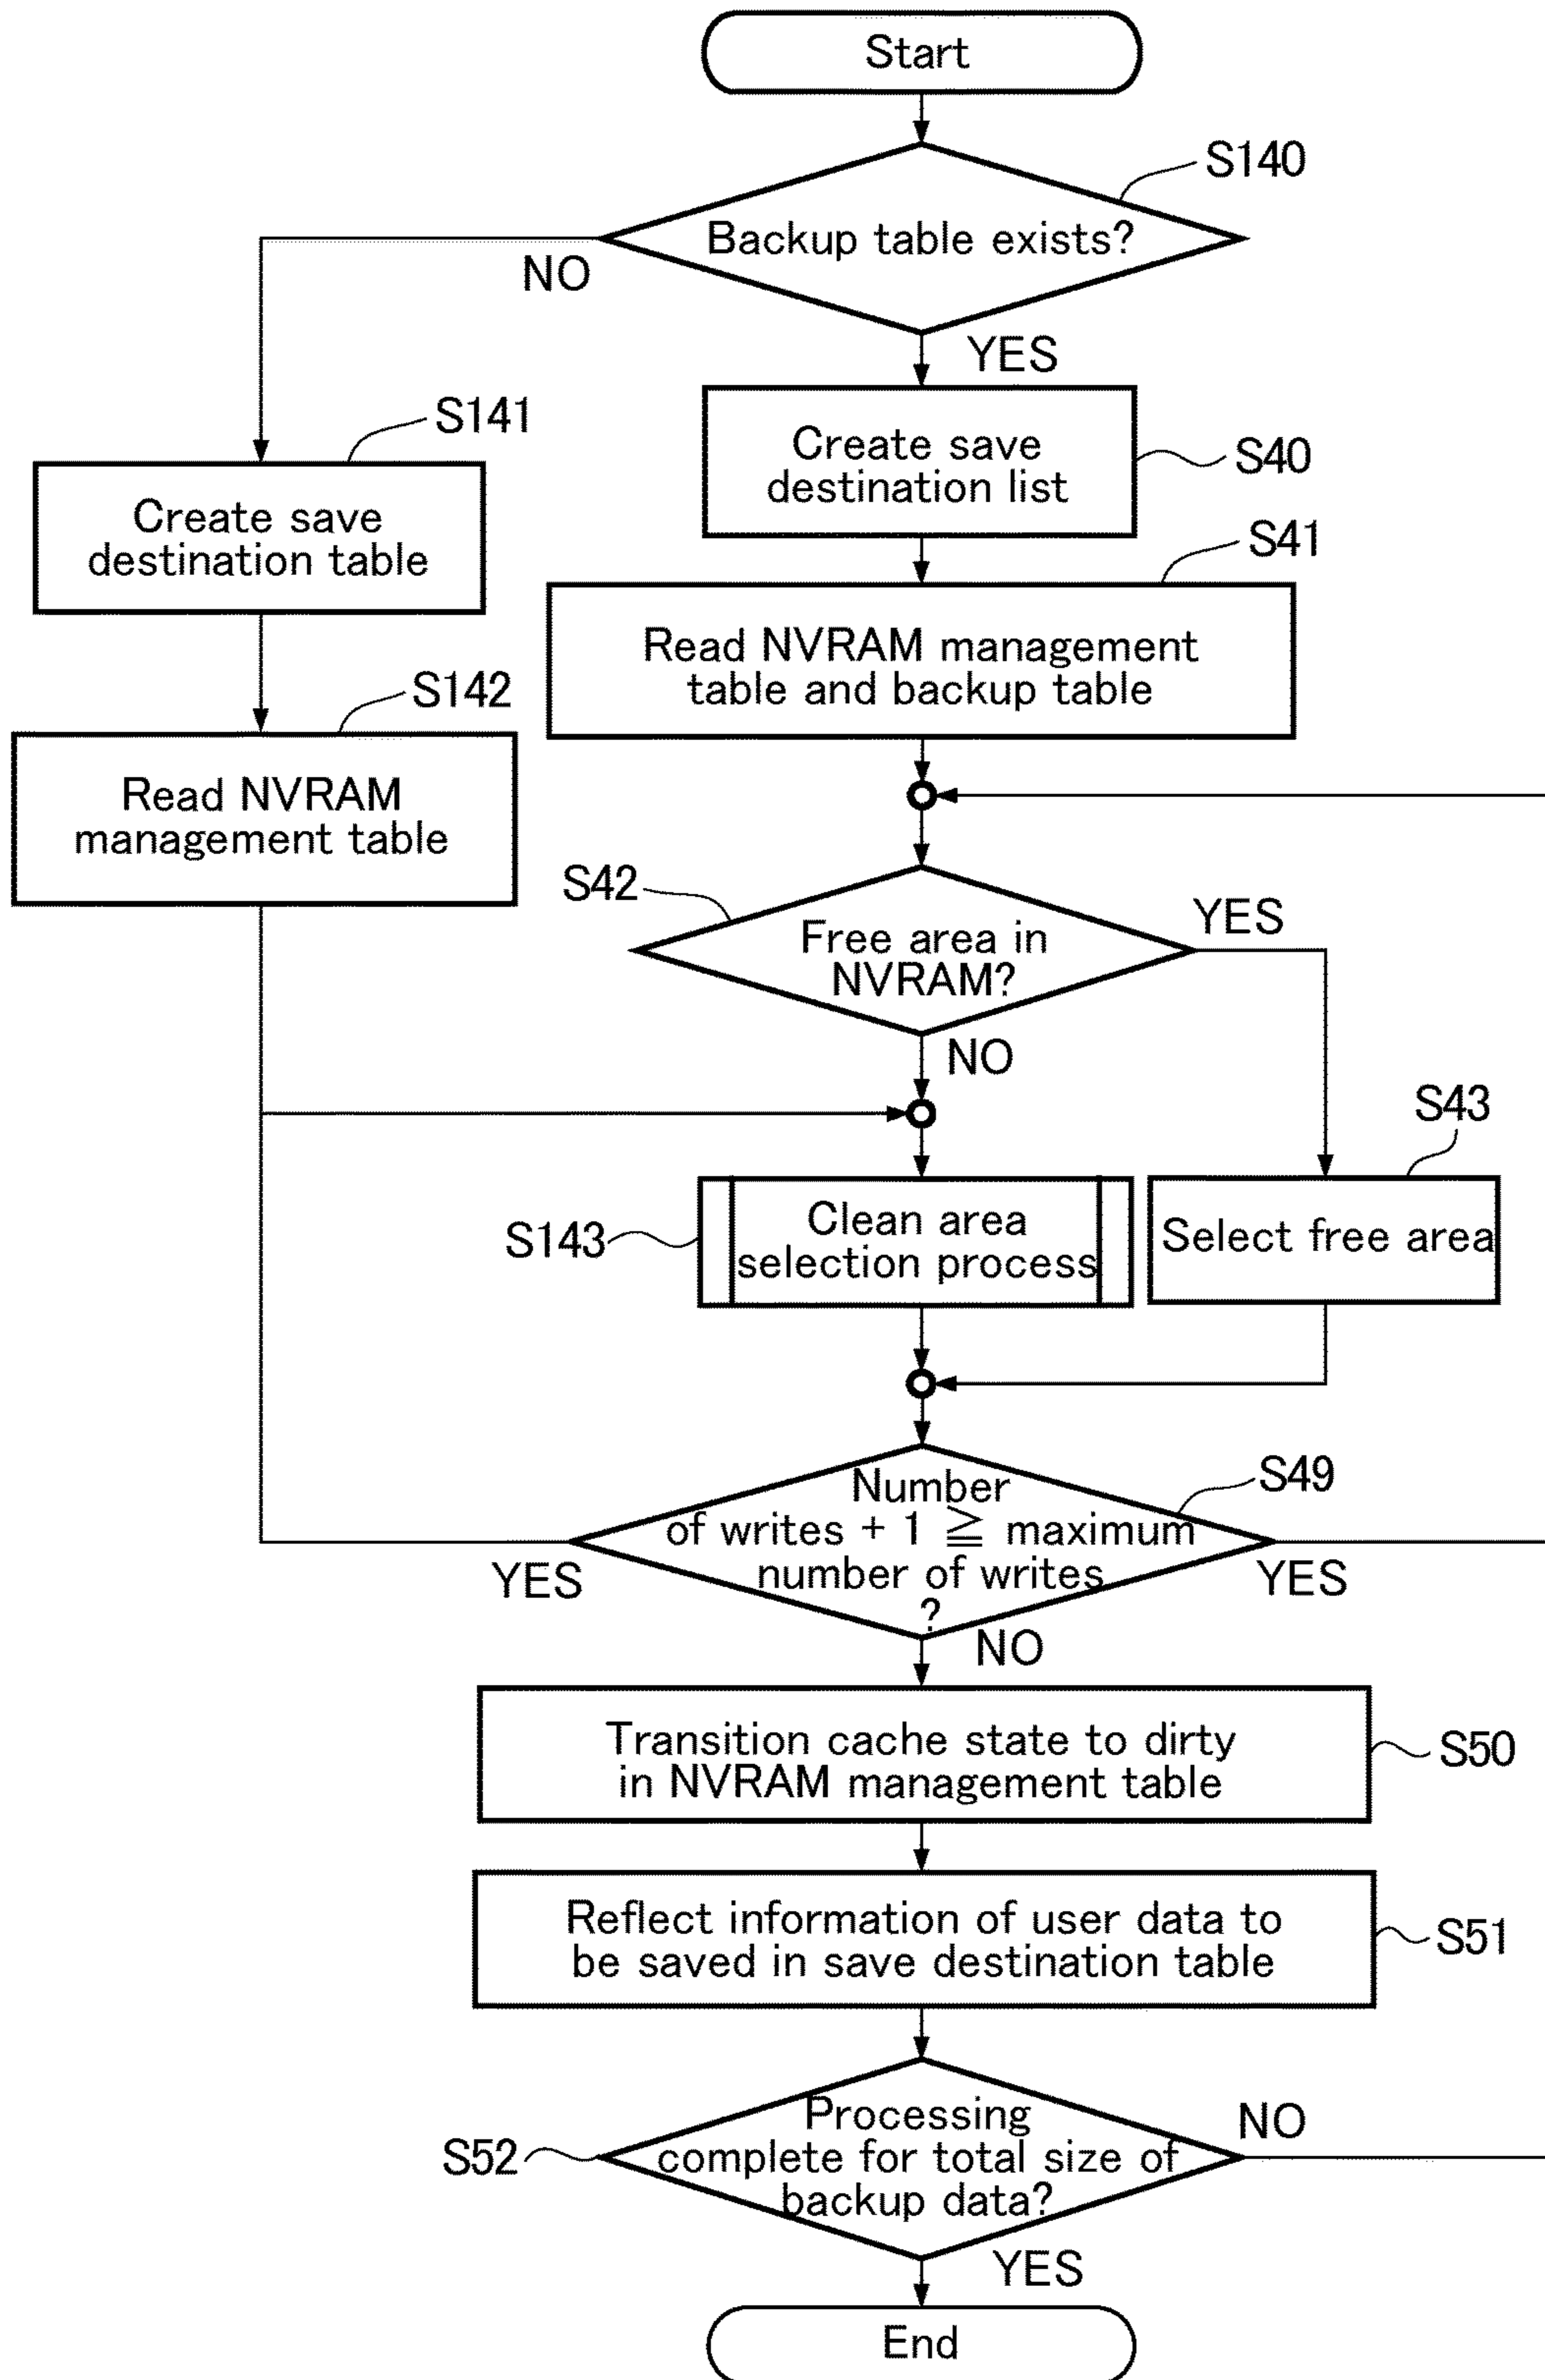 Start
S140
Backup table exists?
NO
YES
S141
Create save
destination list
S40
Create save
destination table
S41
Read NVRAM management
table and backup table
S142
Read NVRAM
management table
S42
YES
Free area in
NVRAM?
NO
S43
S143
Clean area
selection process
Select free area
S49
Number
of writes + 1 ≧ maximum
number of writes
?
YES
YES
NO
Transition cache state to dirty
in NVRAM management table
S50
Reflect information of user data to
be saved in save destination table
S51
NO
S52
Processing
complete for total size of
backup data?
YES
End